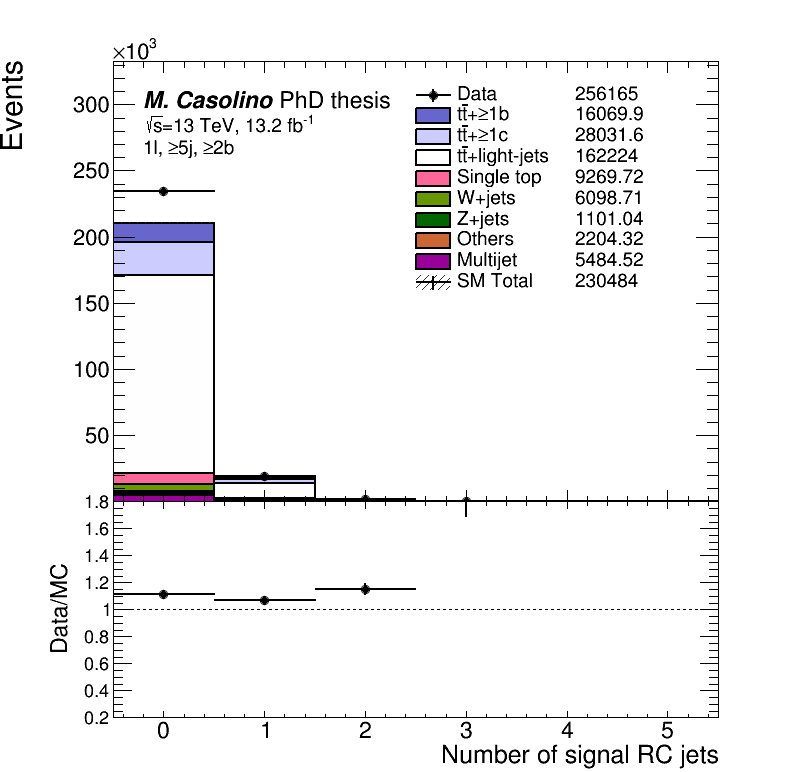 ×10³
Events
M. Casolino PhD thesis
√s=13 TeV, 13.2 fb⁻¹
1l, ≥5j, ≥2b
Data 256165
tt̄+≥1b 16069.9
tt̄+≥1c 28031.6
tt̄+light-jets 162224
Single top 9269.72
W+jets 6098.71
Z+jets 1101.04
Others 2204.32
Multijet 5484.52
SM Total 230484
300
250
200
150
100
50
1.8
1.6
1.4
1.2
1
0.8
0.6
0.4
0.2
Data/MC
0 1 2 3 4 5
Number of signal RC jets